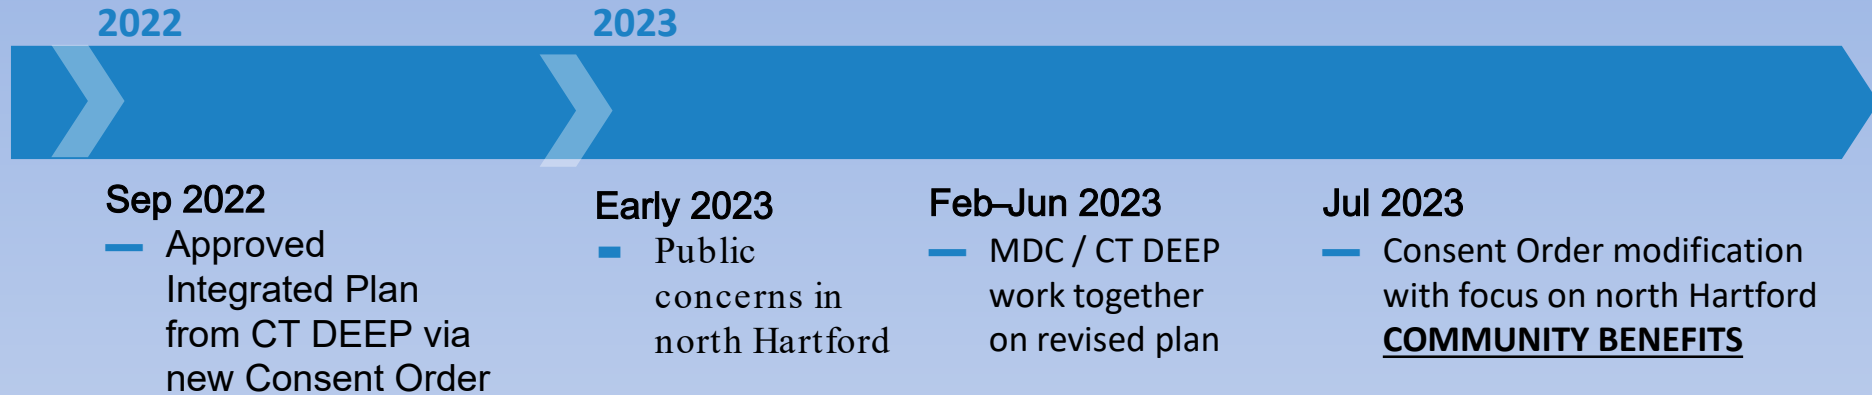 2022
2023
Sep 2022
Approved
Integrated Plan
from CT DEEP via
new Consent Order
Early 2023
Public
concerns in
north Hartford
Feb–Jun 2023
MDC / CT DEEP
work together
on revised plan
Jul 2023
Consent Order modification
with focus on north Hartford
COMMUNITY BENEFITS